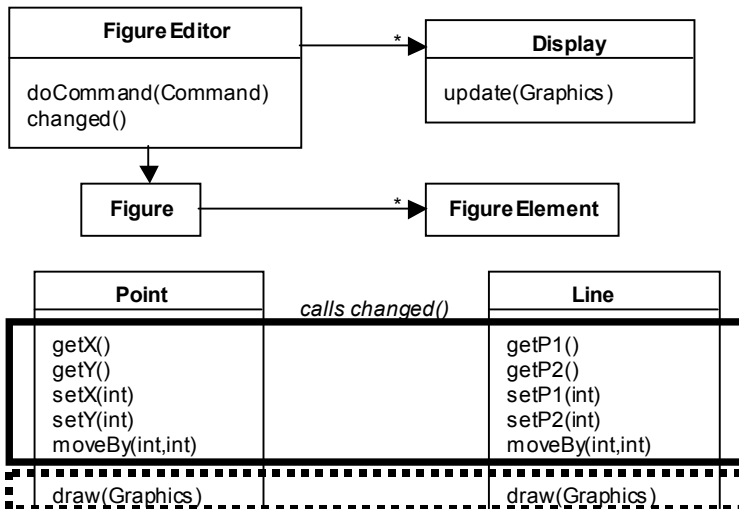 Figure Editor
* Display
doCommand(Command)
changed()
update(Graphics)
Figure
* Figure Element
Point
calls changed()
Line
getX()
getY()
setX(int)
setY(int)
moveBy(int,int)
getP1()
getP2()
setP1(int)
setP2(int)
moveBy(int,int)
draw(Graphics)
draw(Graphics)